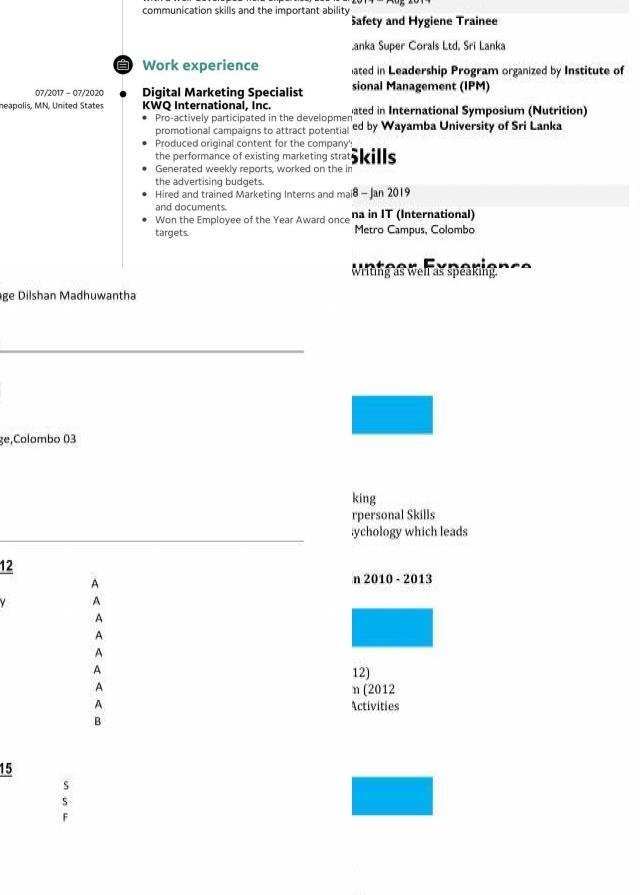 communication skills and the important ability
Work experience
07/2017 – 07/2020
neapolis, MN, United States
Digital Marketing Specialist
KWQ International, Inc.
Pro-actively participated in the developmen
promotional campaigns to attract potential
Produced original content for the company's
the performance of existing marketing strat
Generated weekly reports, worked on the in
the advertising budgets.
Hired and trained Marketing Interns and mai
and documents.
Won the Employee of the Year Award once
targets.
Safety and Hygiene Trainee
Lanka Super Corals Ltd, Sri Lanka
ated in Leadership Program organized by Institute of
sional Management (IPM)
ated in International Symposium (Nutrition)
ed by Wayamba University of Sri Lanka
Skills
8 – Jan 2019
ma in IT (International)
Metro Campus, Colombo
unteer Experience
age Dilshan Madhuwantha
ge,Colombo 03
12
A
y A
A
A
A
A
A
A
B
15
S
S
F
writing as well as speaking.
king
rpersonal Skills
sychology which leads
n 2010 - 2013
12)
n (2012
Activities